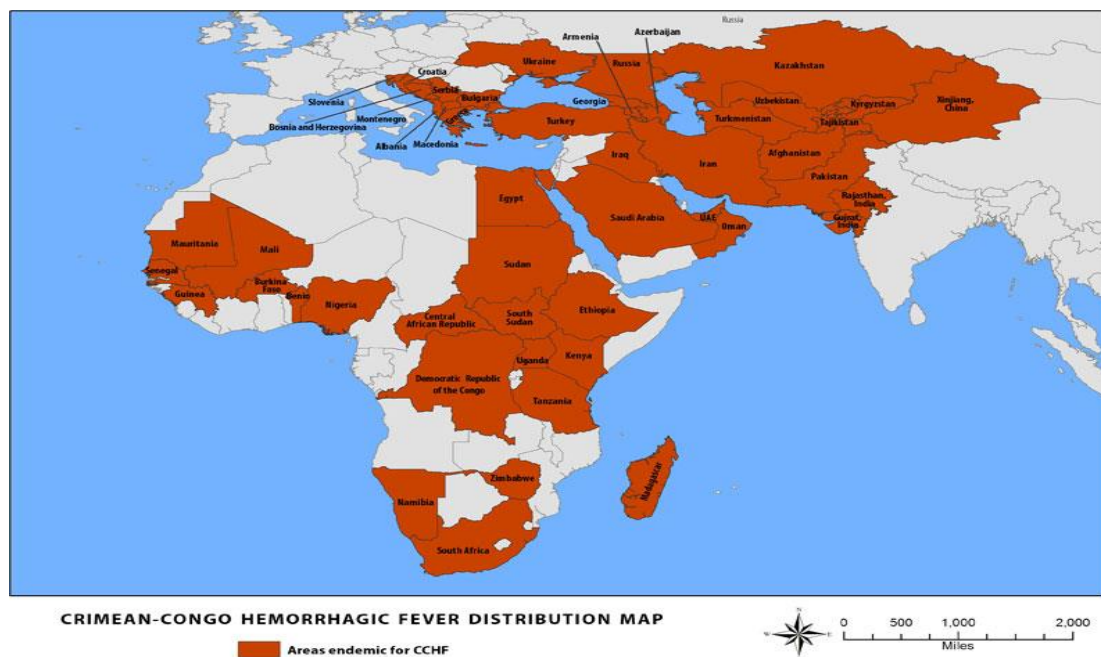 Russia
Armenia
Azerbaijan
Ukraine
Russia
Kazakhstan
Croatia
Slovenia
Serbia
Bulgaria
Georgia
Uzbekistan
Kyrgyzstan
Xinjiang,
China
Bosnia and Herzegovina
Montenegro
Greece
Turkey
Turkmenistan
Tajikistan
Albania
Macedonia
Iraq
Iran
Afghanistan
Pakistan
Egypt
Saudi Arabia
UAE
Oman
Rajasthan,
India
Gujrat,
India
Mauritania
Mali
Sudan
Senegal
Burkina
Faso
Guinea
Benin
Nigeria
Central
African Republic
South
Sudan
Ethiopia
Uganda
Kenya
Democratic Republic
of the Congo
Tanzania
Zimbabwe
Madagascar
Namibia
South Africa
CRIMEAN-CONGO HEMORRHAGIC FEVER DISTRIBUTION MAP
Areas endemic for CCHF
N
W
E
S
0 500 1,000 2,000
Miles